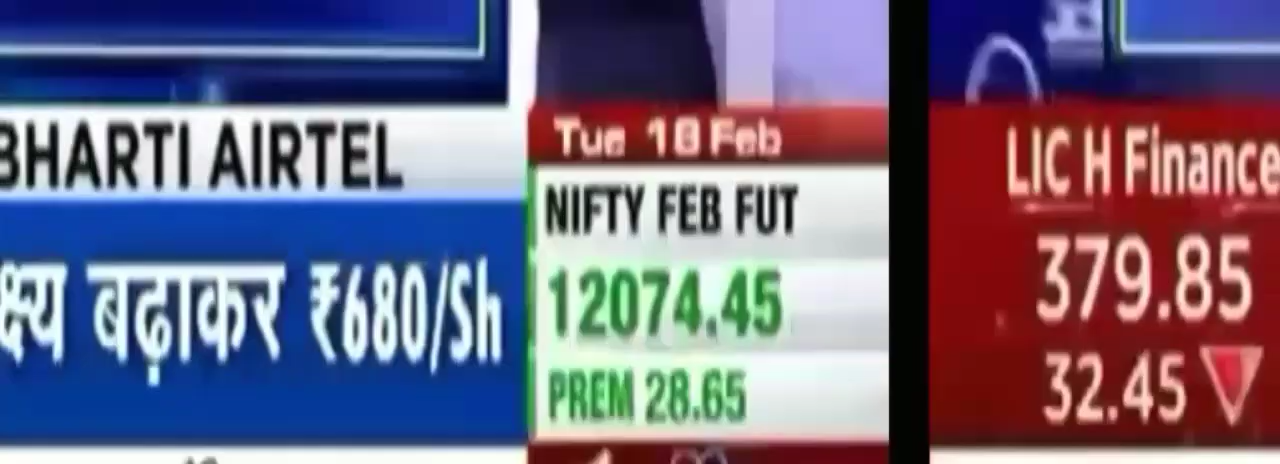 BHARTI AIRTEL
बढ़ाकर ₹680/Sh
Tue 18 Feb
NIFTY FEB FUT
12074.45
PREM 28.65
LIC H Finance
379.85
32.45